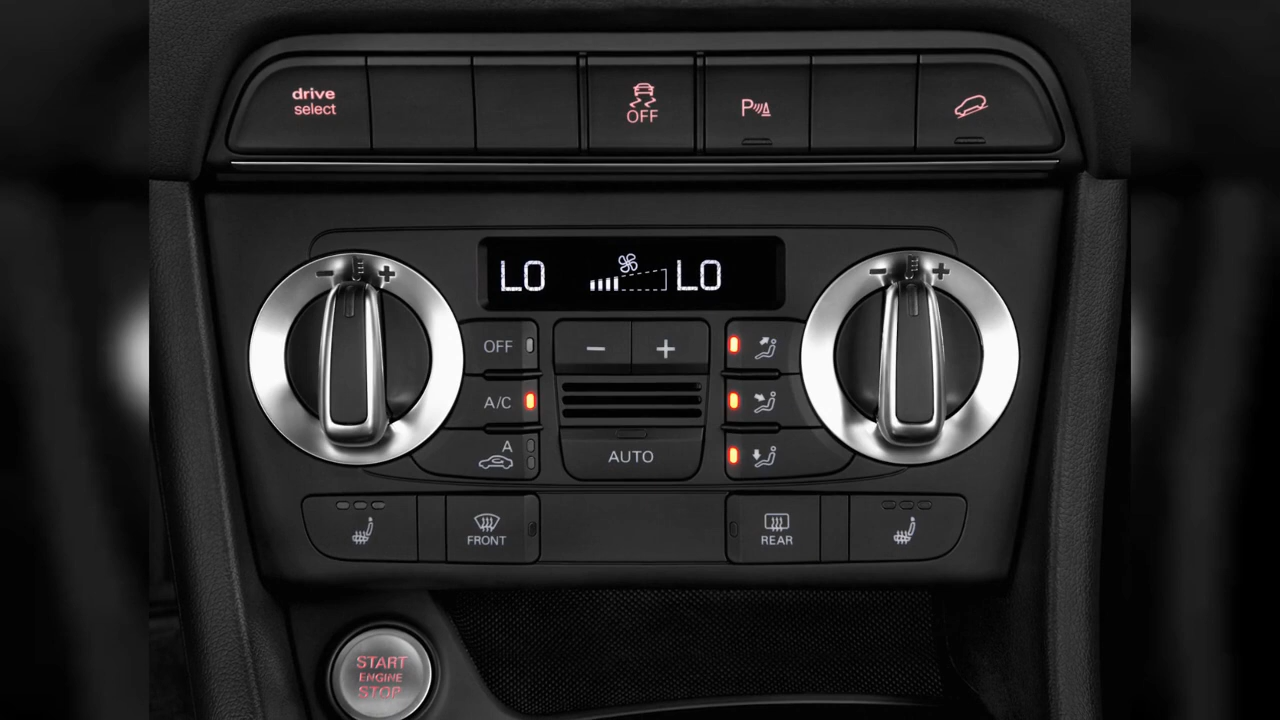 drive
select
OFF
P
LO
LO
OFF
A/C
A
AUTO
FRONT
REAR
START
ENGINE
STOP